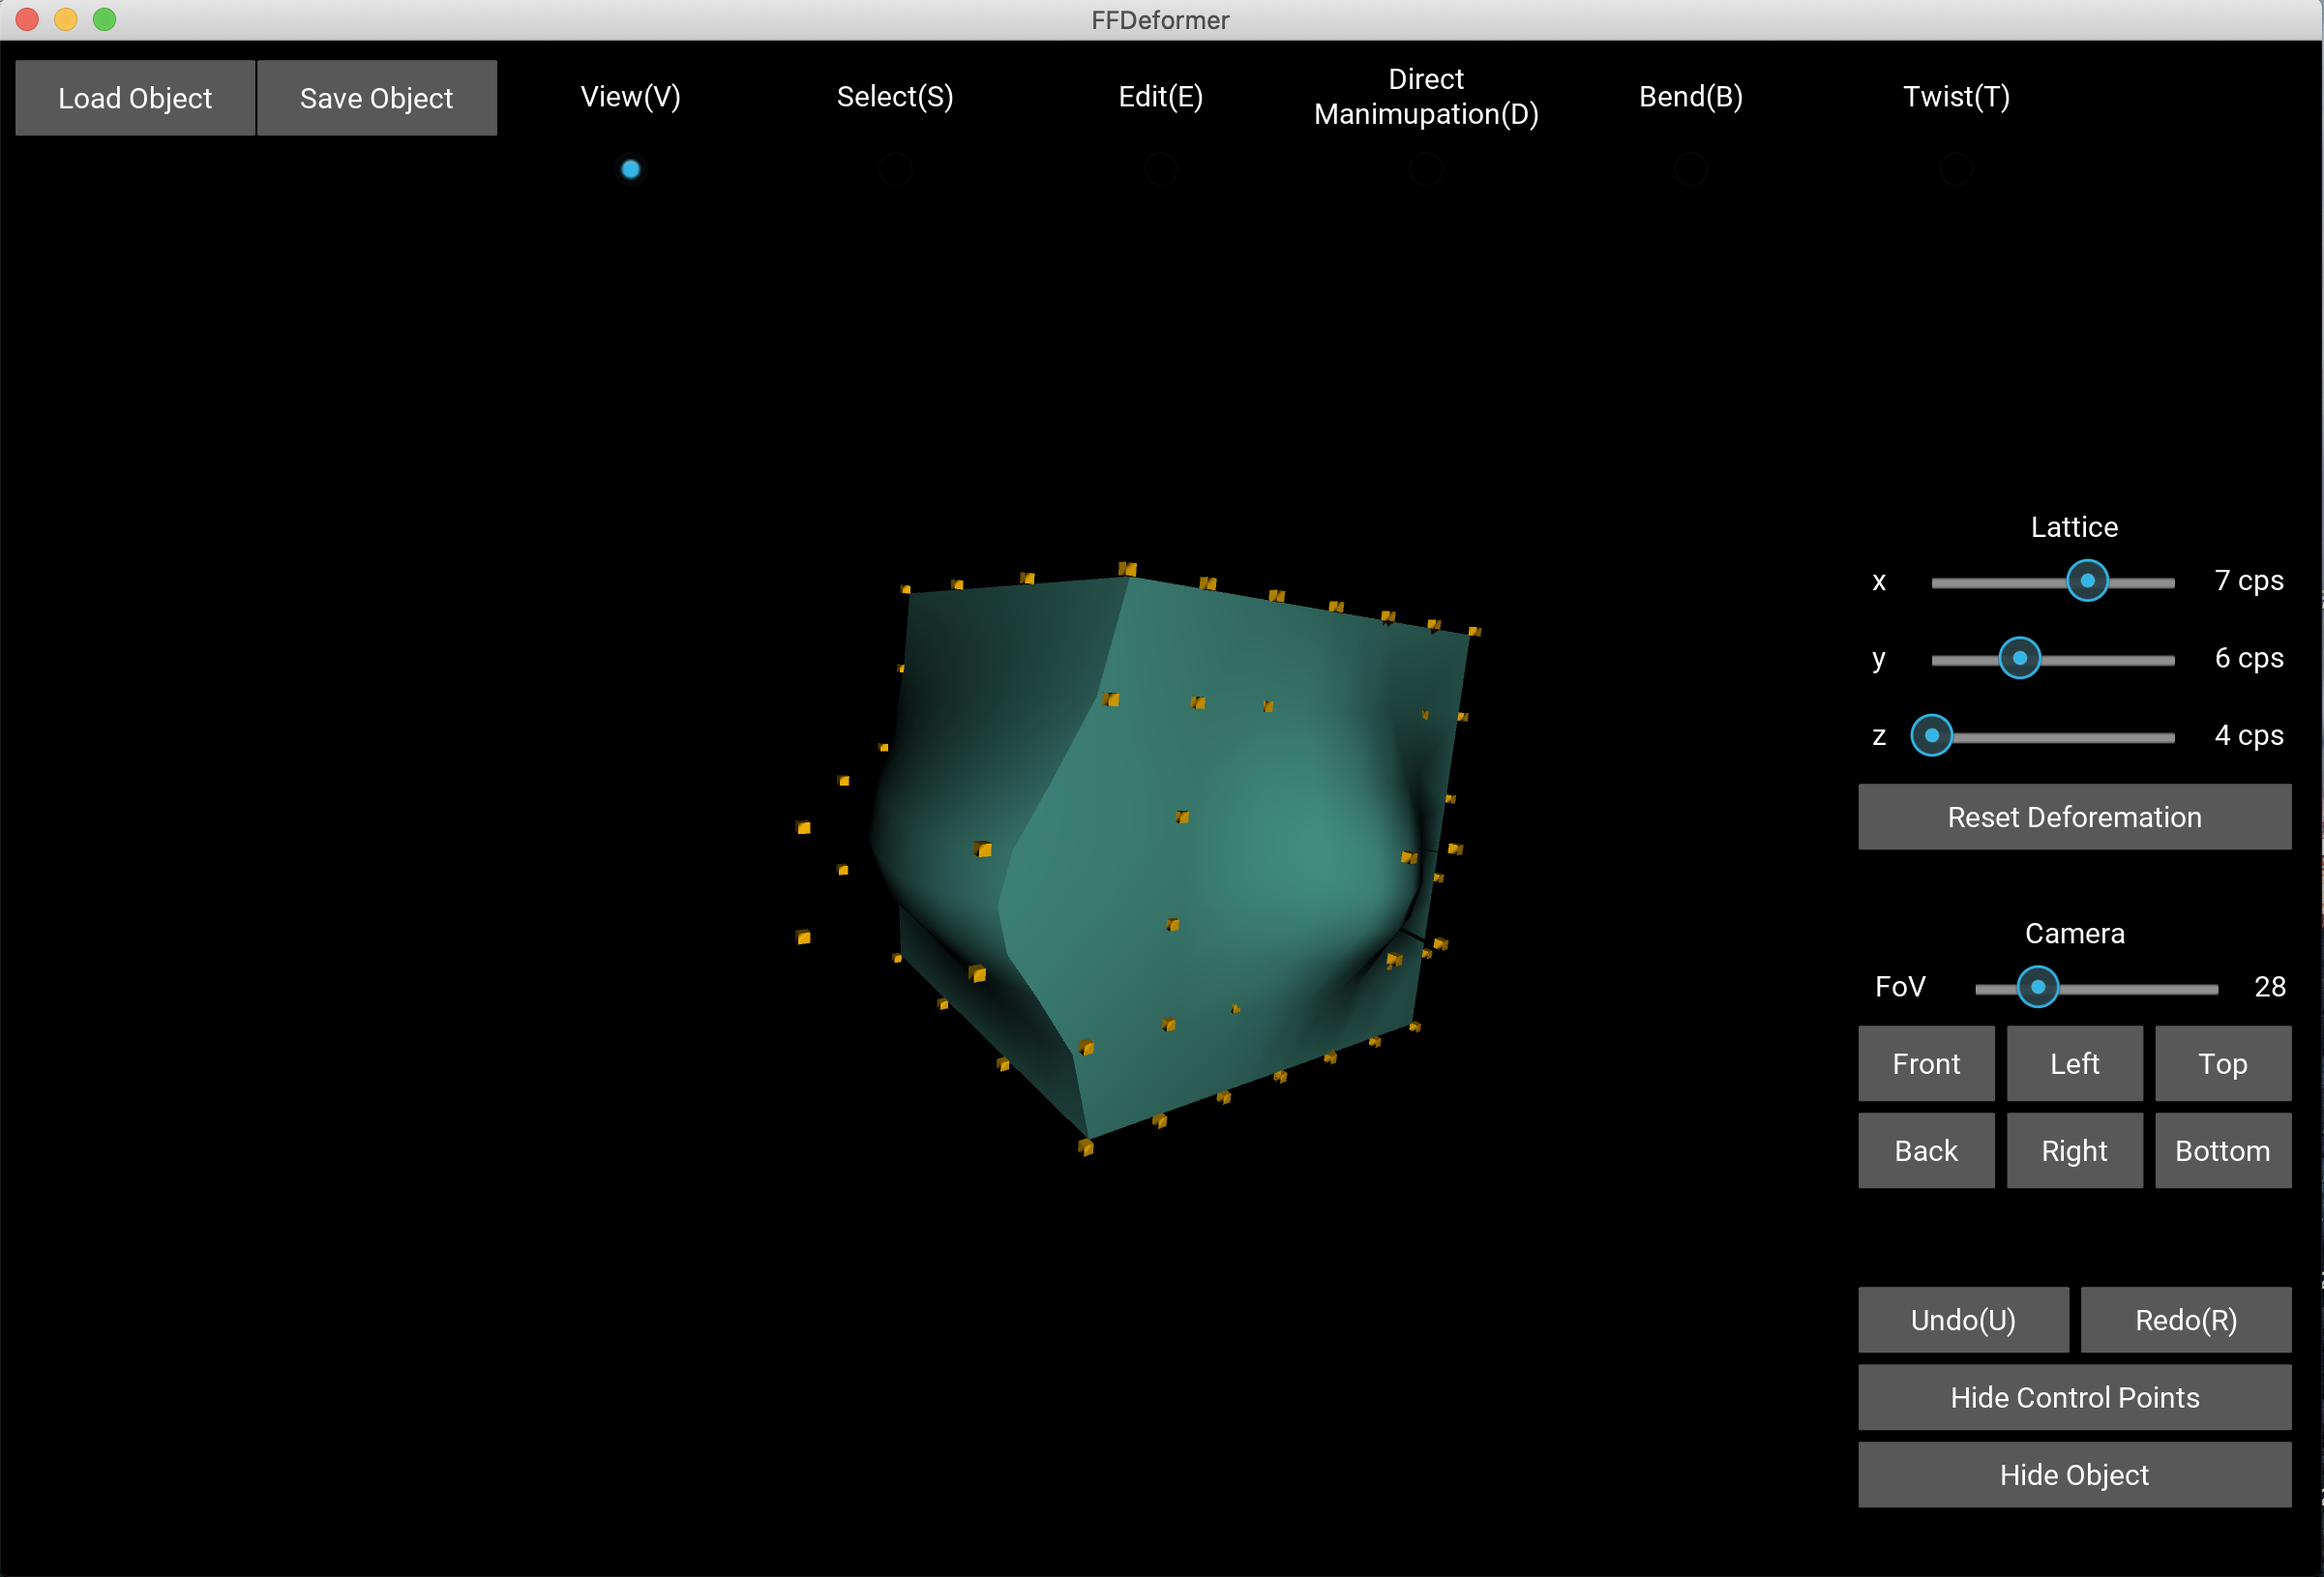 FFDeformer
Load Object
Save Object
View(V)
Select(S)
Edit(E)
Direct
Manimupation(D)
Bend(B)
Twist(T)
Lattice
x
7 cps
y
6 cps
z
4 cps
Reset Deforemation
Camera
FoV
28
Front
Left
Top
Back
Right
Bottom
Undo(U)
Redo(R)
Hide Control Points
Hide Object